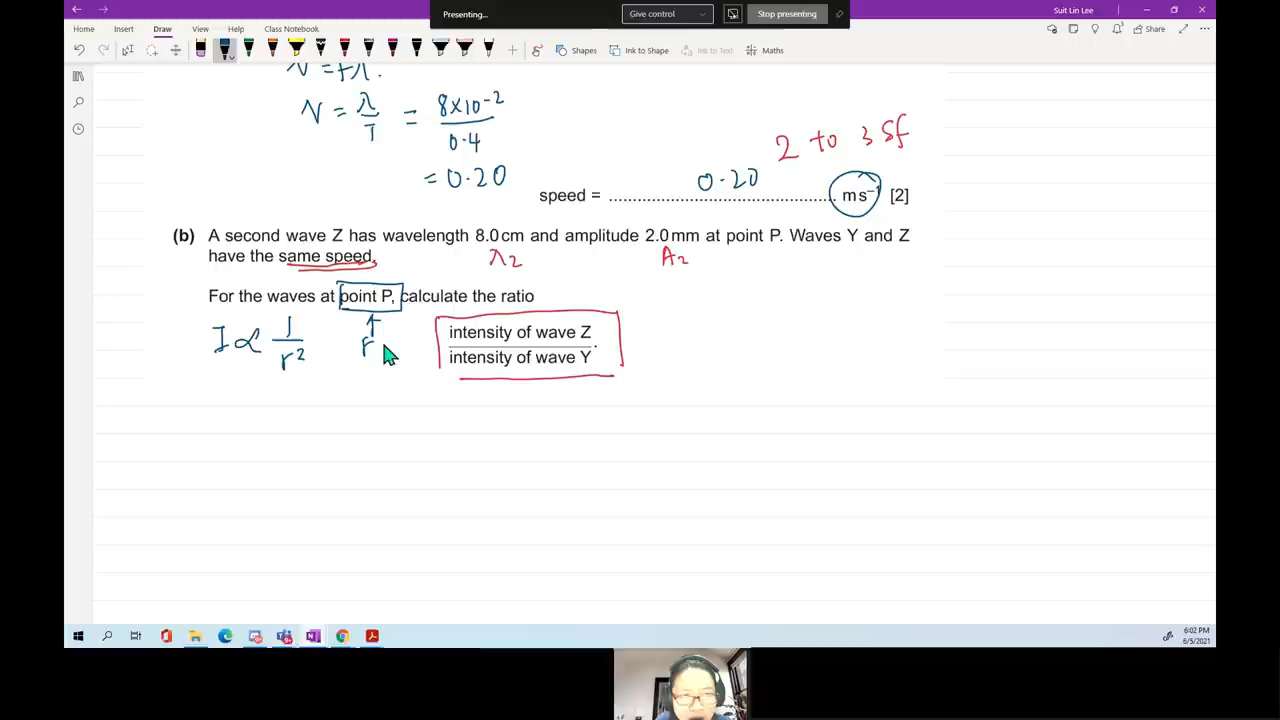 Suit Lin Lee
Presenting...
Give control
Stop presenting
Home Insert Draw View Help Class Notebook
Share
Shapes Ink to Shape Ink to Text Maths
V = fλ.
V = λ/T = 8×10⁻²/0.4
2 to 3 sf
= 0.20
0.20
speed = ................................................ m s⁻¹ [2]
(b) A second wave Z has wavelength 8.0 cm and amplitude 2.0 mm at point P. Waves Y and Z
have the same speed.
λ₂ A₂
For the waves at point P, calculate the ratio
I ∝ 1/r²
r
intensity of wave Z
intensity of wave Y.
6:02 PM
6/5/2021